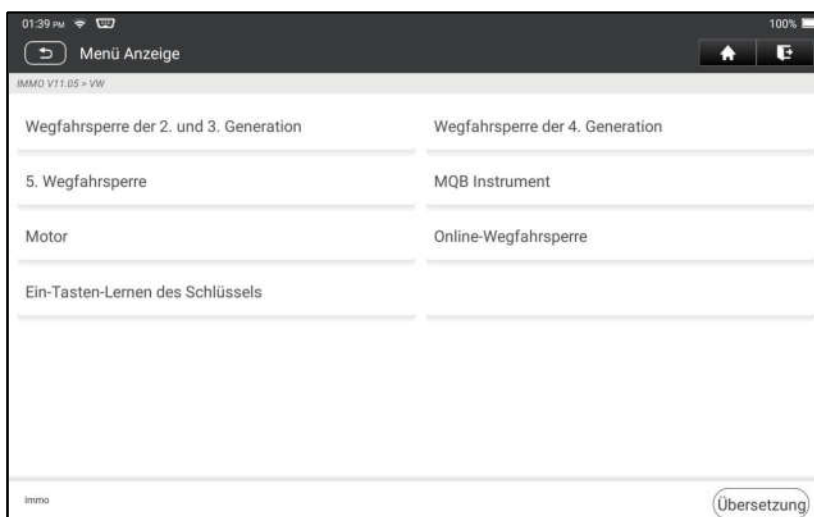 01:39 PM 100%
Menü Anzeige
IMMO V11.05 > VW
Wegfahrsperre der 2. und 3. Generation Wegfahrsperre der 4. Generation
5. Wegfahrsperre MQB Instrument
Motor Online-Wegfahrsperre
Ein-Tasten-Lernen des Schlüssels
immo Übersetzung